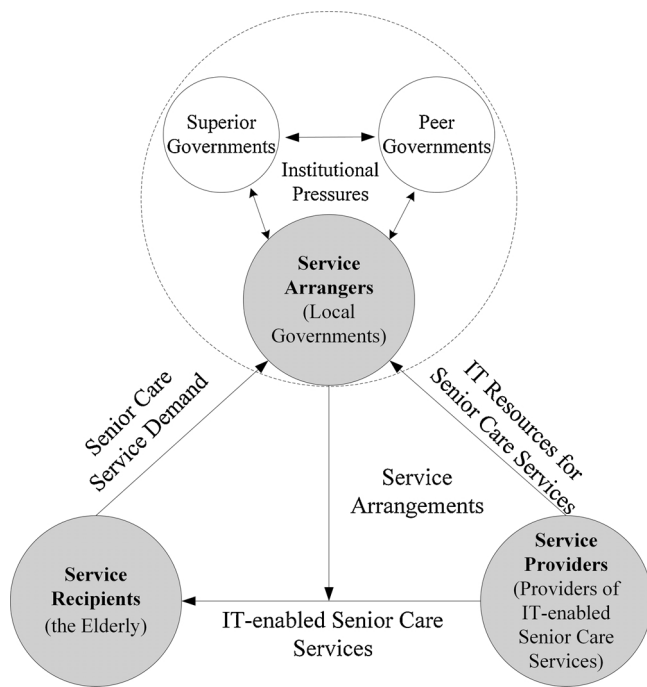 Superior
Governments
Peer
Governments
Institutional
Pressures
Service
Arrangers
(Local
Governments)
Senior Care
Service Demand
IT Resources for
Senior Care Services
Service
Arrangements
Service
Recipients
(the Elderly)
IT-enabled Senior Care
Services
Service
Providers
(Providers of
IT-enabled
Senior Care
Services)